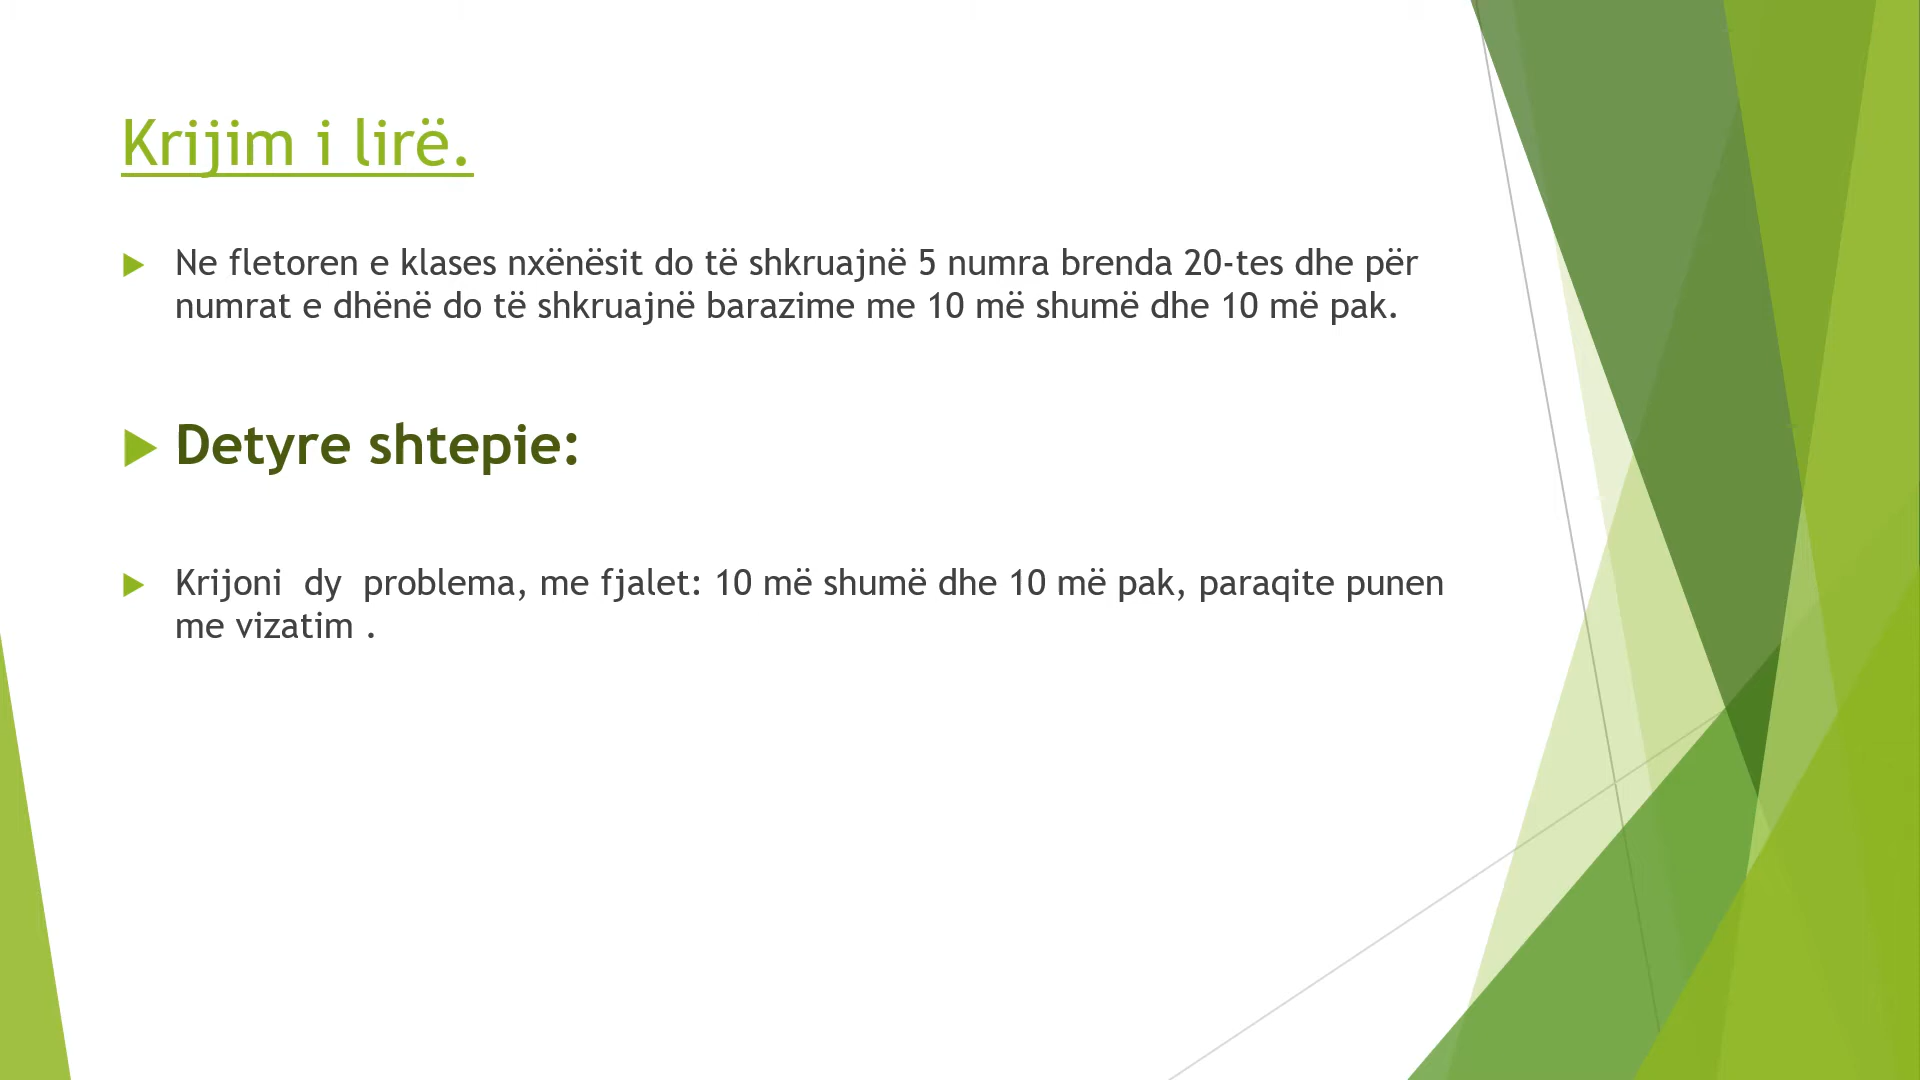 Krijim i lirë.
Ne fletoren e klases nxënësit do të shkruajnë 5 numra brenda 20-tes dhe për
numrat e dhënë do të shkruajnë barazime me 10 më shumë dhe 10 më pak.
Detyre shtepie:
Krijoni  dy  problema, me fjalet: 10 më shumë dhe 10 më pak, paraqite punen
me vizatim .